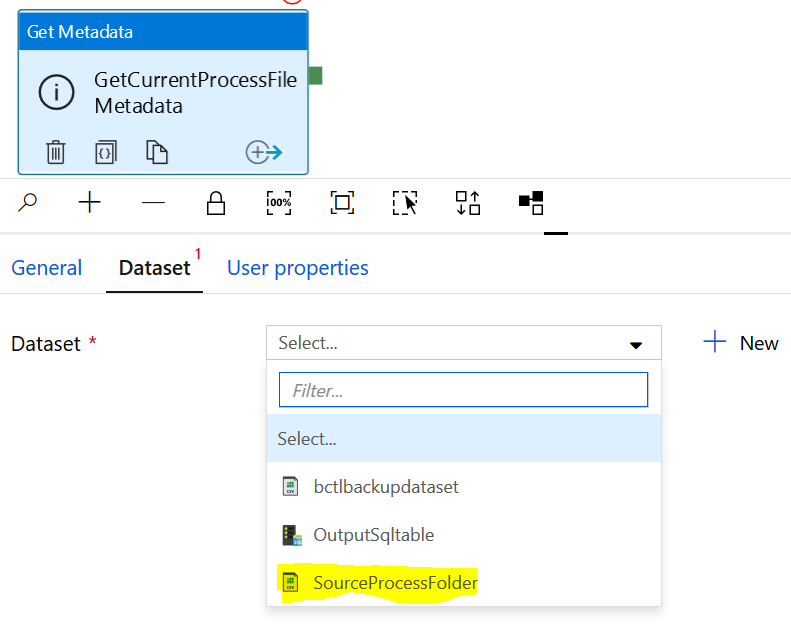 Get Metadata
GetCurrentProcessFile
Metadata
100%
General
Dataset 1
User properties
Dataset *
Select...
New
Filter...
Select...
bctlbackupdataset
OutputSqltable
SourceProcessFolder